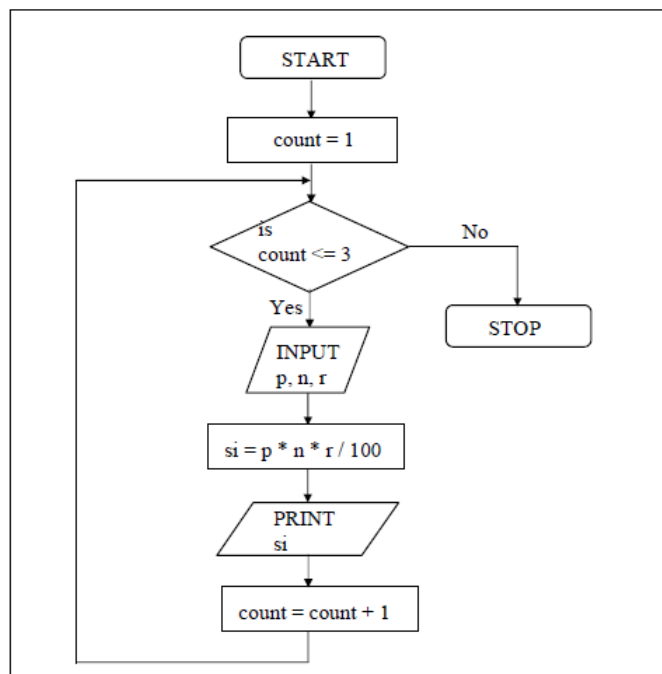 START
count = 1
is
count <= 3
No
Yes
STOP
INPUT
p, n, r
si = p * n * r / 100
PRINT
si
count = count + 1